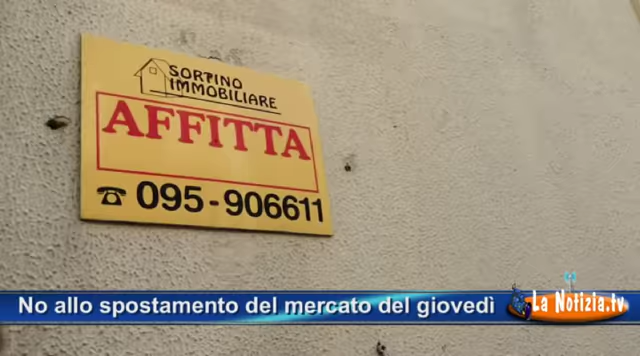 SORTINO
IMMOBILIARE
AFFITTA
☎ 095-906611
No allo spostamento del mercato del giovedì
La Notizia.tv